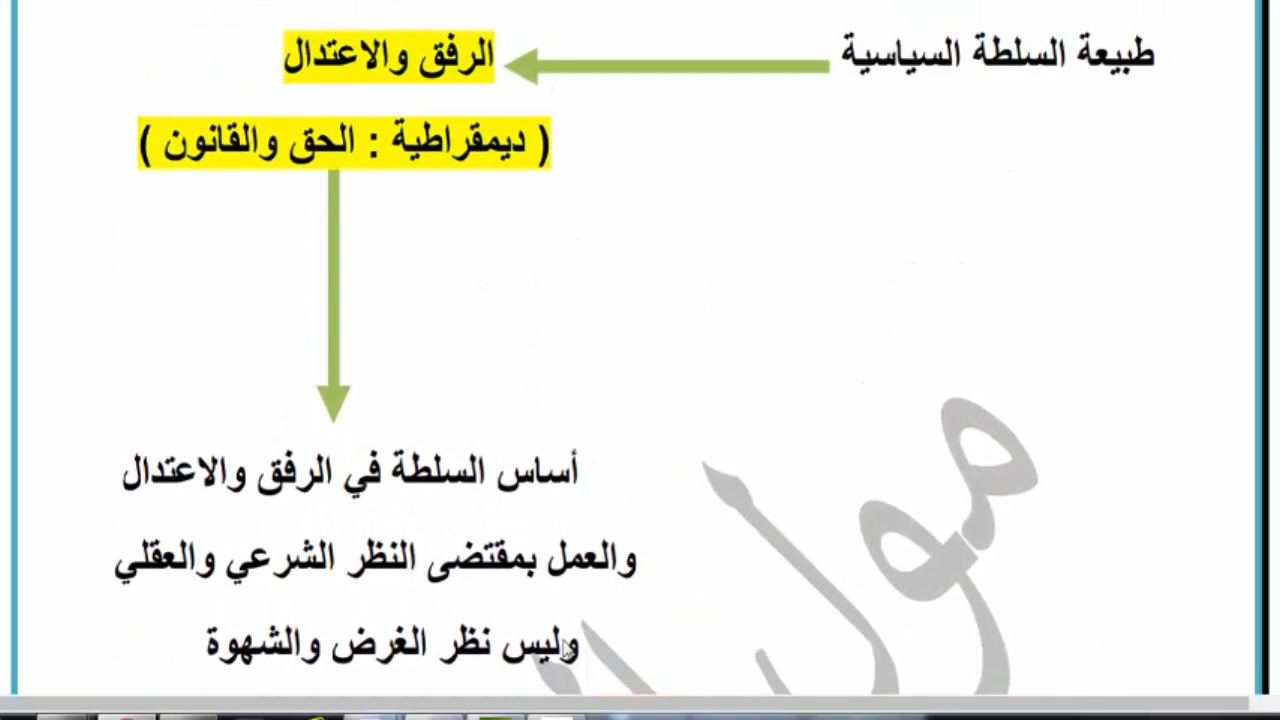 طبيعة السلطة السياسية
الرفق والاعتدال
( ديمقراطية : الحق والقانون )
أساس السلطة في الرفق والاعتدال
والعمل بمقتضى النظر الشرعي والعقلي
وليس نظر الغرض والشهوة